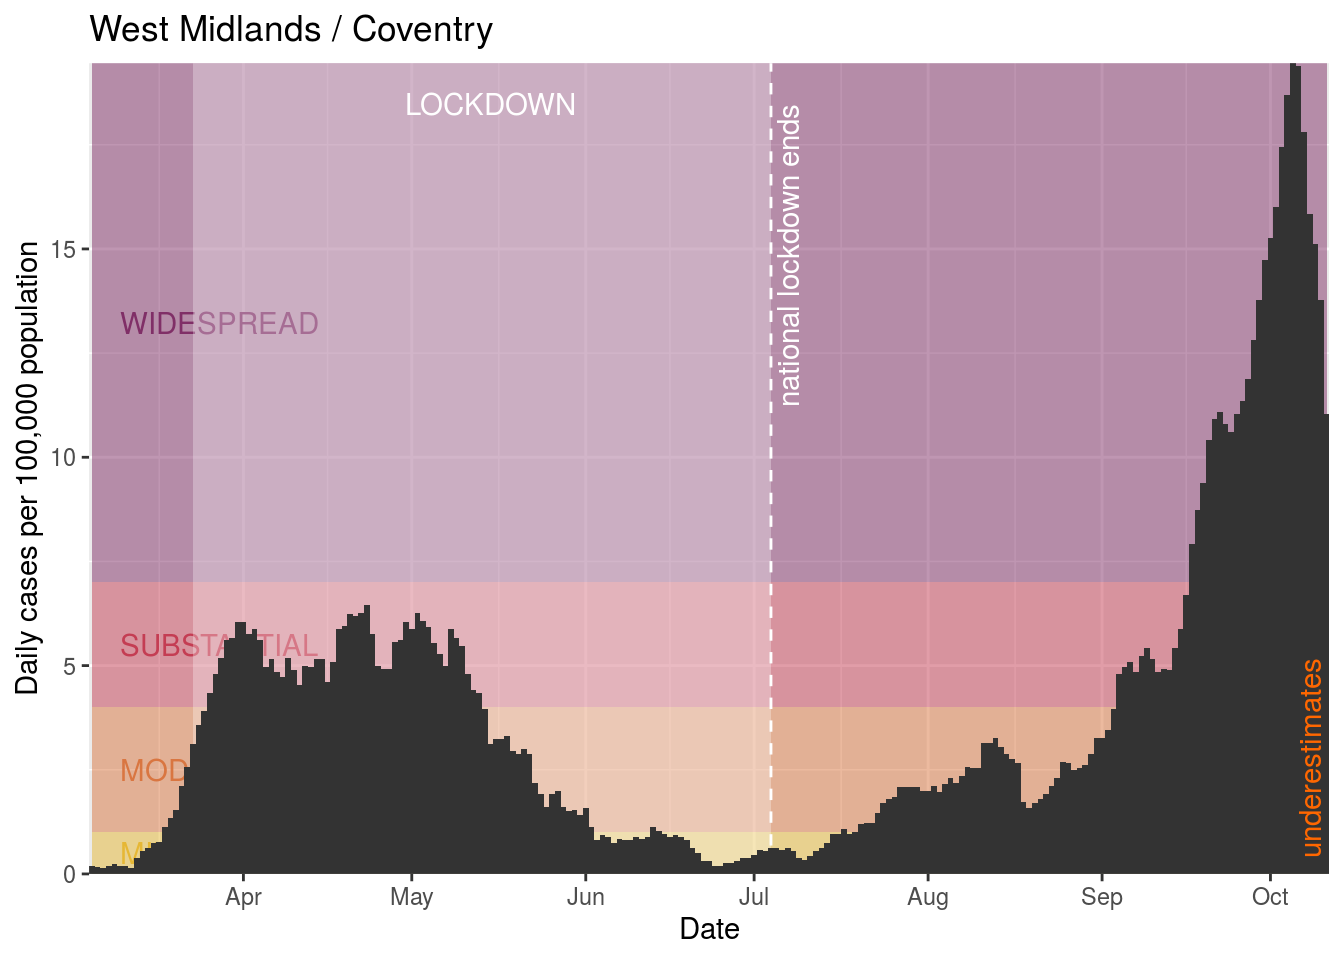 West Midlands / Coventry
LOCKDOWN
national lockdown ends
WIDESPREAD
SUBSTANTIAL
MOD
M
underestimates
Daily cases per 100,000 population
15
10
5
0
Apr
May
Jun
Jul
Aug
Sep
Oct
Date